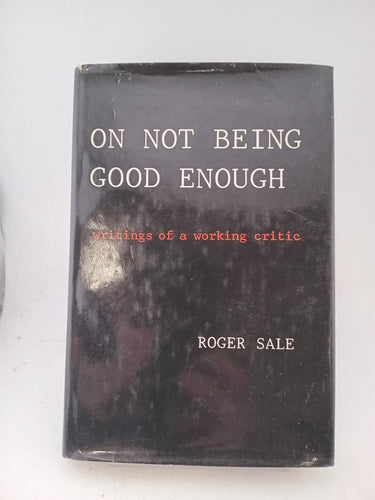 ON NOT BEING
GOOD ENOUGH
writings of a working critic
ROGER SALE